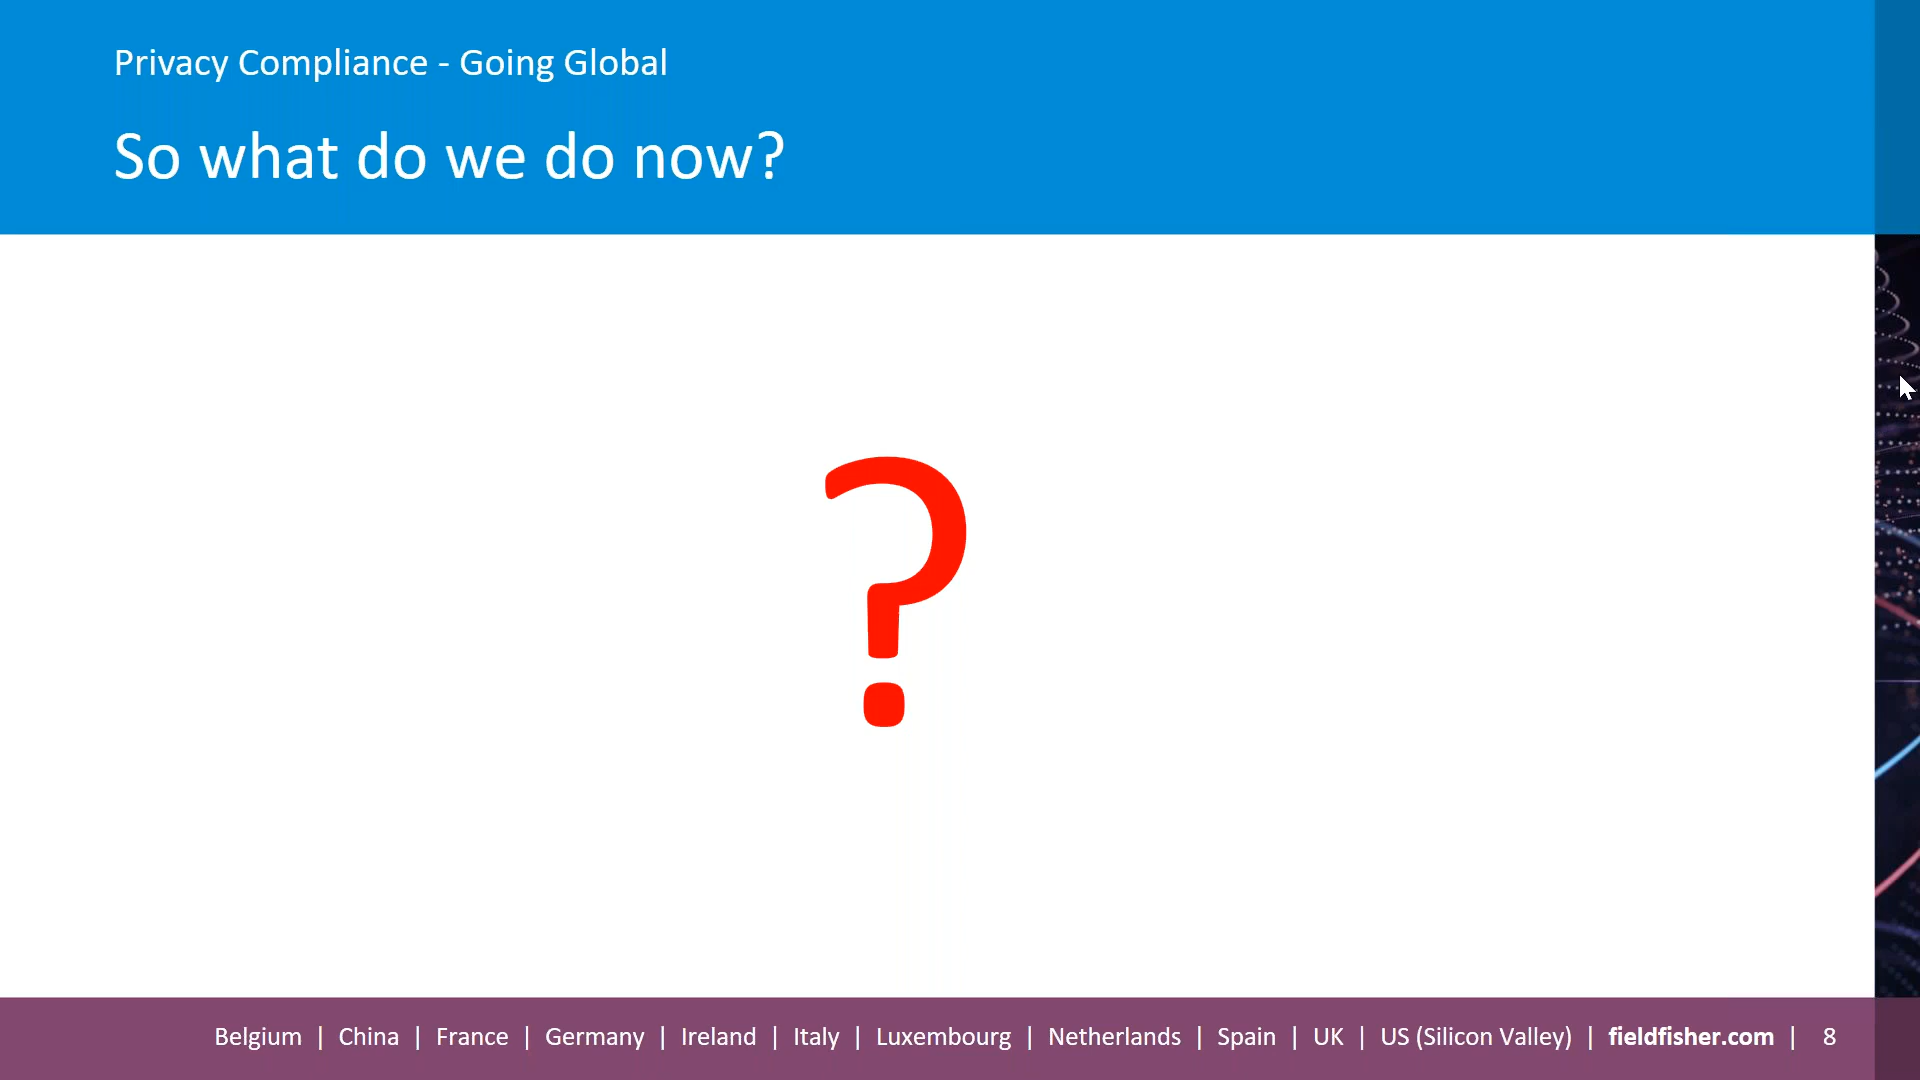 Privacy Compliance - Going Global
So what do we do now?
?
Belgium | China | France | Germany | Ireland | Italy | Luxembourg | Netherlands | Spain | UK | US (Silicon Valley) | fieldfisher.com | 8